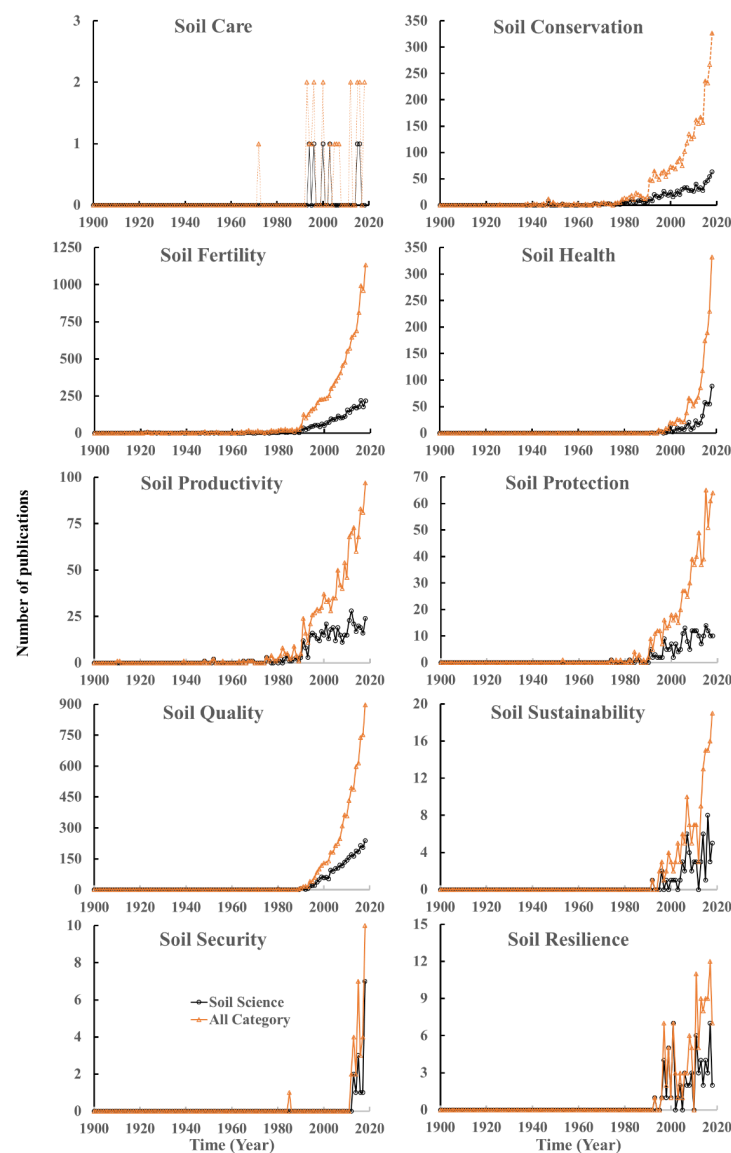 Soil Care
3
2
1
0
1900 1920 1940 1960 1980 2000 2020
Soil Conservation
350
300
250
200
150
100
50
0
1900 1920 1940 1960 1980 2000 2020
Soil Fertility
1250
1000
750
500
250
0
1900 1920 1940 1960 1980 2000 2020
Soil Health
350
300
250
200
150
100
50
0
1900 1920 1940 1960 1980 2000 2020
Number of publications
Soil Productivity
100
75
50
25
0
1900 1920 1940 1960 1980 2000 2020
Soil Protection
70
60
50
40
30
20
10
0
1900 1920 1940 1960 1980 2000 2020
Soil Quality
900
750
600
450
300
150
0
1900 1920 1940 1960 1980 2000 2020
Soil Sustainability
20
16
12
8
4
0
1900 1920 1940 1960 1980 2000 2020
Soil Security
10
8
6
4
2
0
Soil Science
All Category
1900 1920 1940 1960 1980 2000 2020
Time (Year)
Soil Resilience
15
12
9
6
3
0
1900 1920 1940 1960 1980 2000 2020
Time (Year)